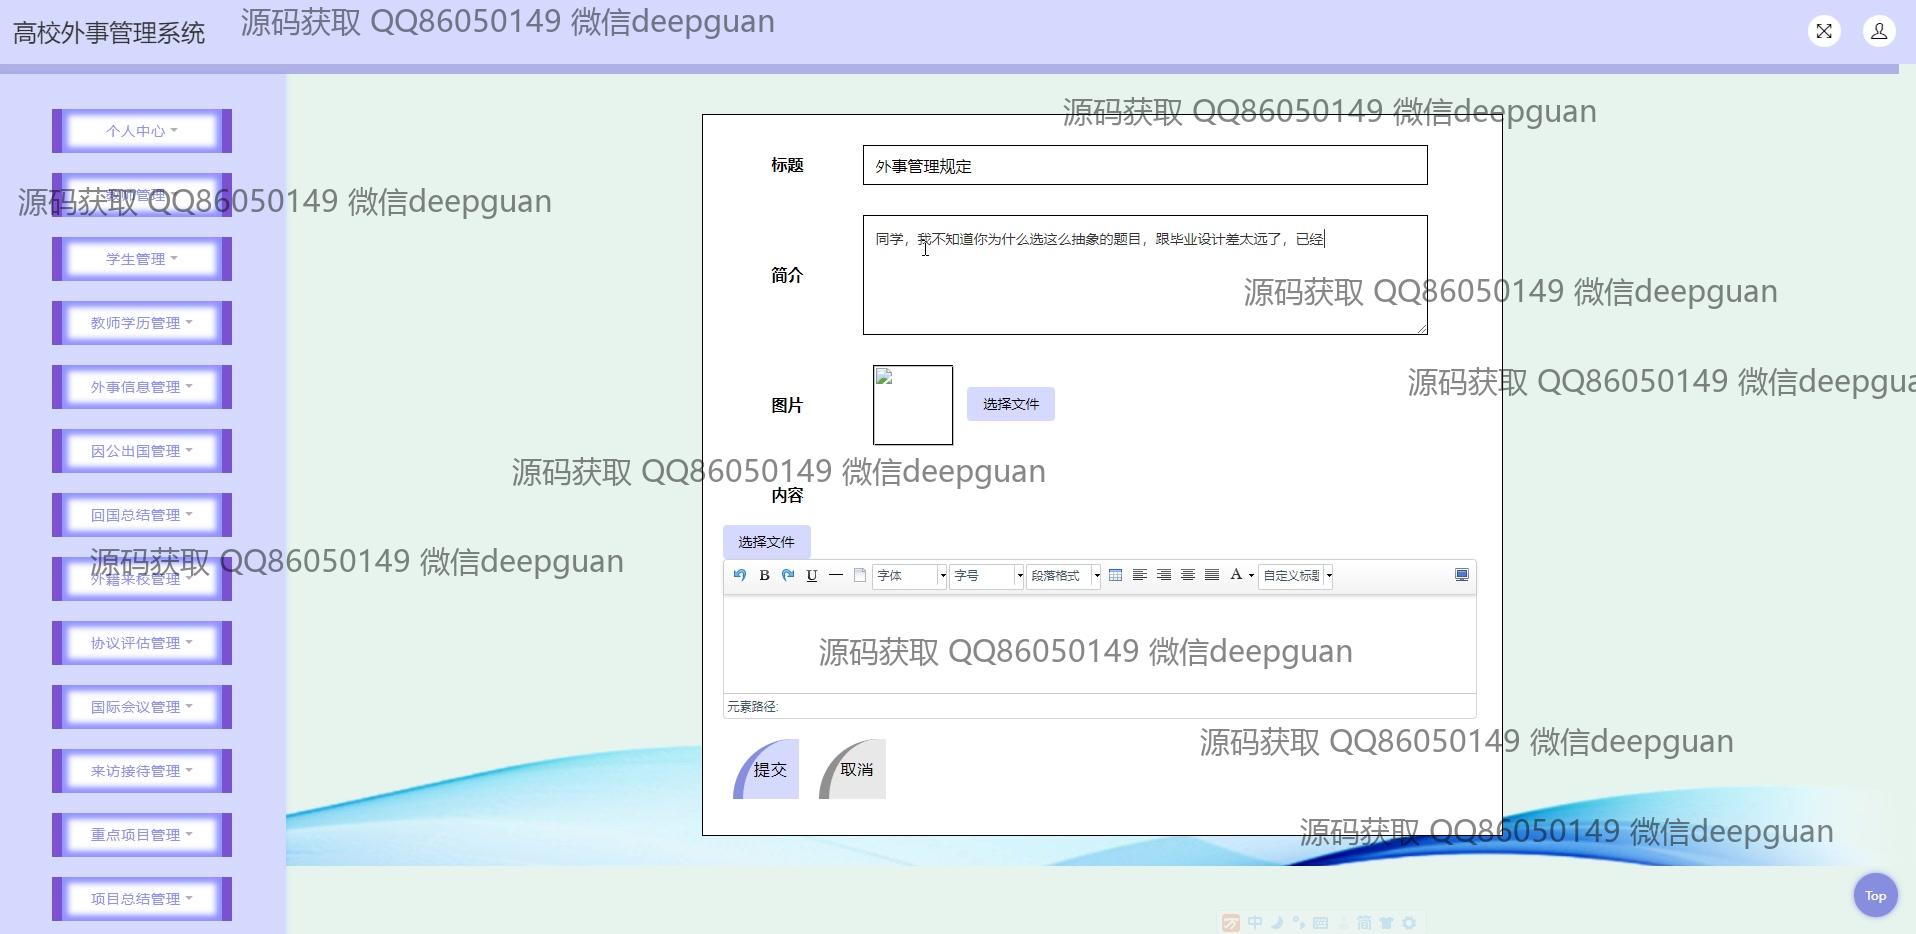 高校外事管理系统
源码获取 QQ86050149 微信deepguan
源码获取 QQ86050149 微信deepguan
个人中心
标题
外事管理规定
教师管理
源码获取 QQ86050149 微信deepguan
同学，我不知道你为什么选这么抽象的题目，跟毕业设计差太远了，已经
学生管理
简介
源码获取 QQ86050149 微信deepguan
教师学历管理
外事信息管理
源码获取 QQ86050149 微信deepgua
图片
选择文件
因公出国管理
源码获取 QQ86050149 微信deepguan
内容
回国总结管理
选择文件
源码获取 QQ86050149 微信deepguan
外籍来校管理
B U 字体 字号 段落格式 A 自定义标题
协议评估管理
源码获取 QQ86050149 微信deepguan
国际会议管理
元素路径:
源码获取 QQ86050149 微信deepguan
来访接待管理
提交
取消
重点项目管理
源码获取 QQ86050149 微信deepguan
项目总结管理
Top
中 简